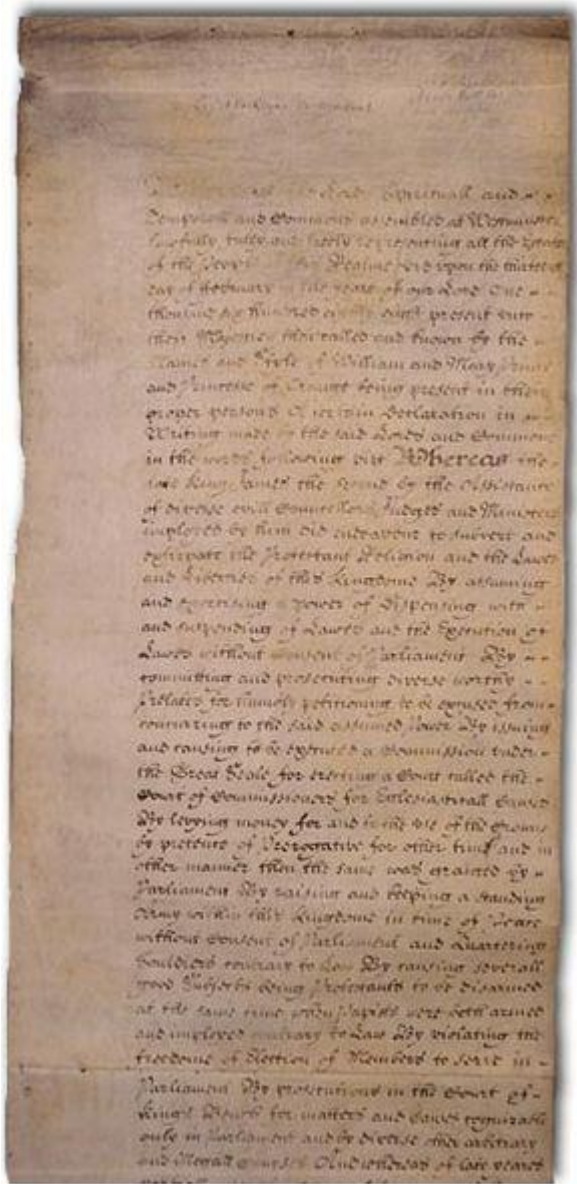 Lords Spirituall and
Temporall and Commons assembled at Westminster
lawfully fully and freely representing all the Estates
of the People of this Realme did upon the thirteenth
day of February in the yeare of our Lord One
thousand six hundred eighty eight present unto
their Majesties then called and known by the
Names and Stile of William and Mary Prince
and Princesse of Orange being present in their
proper persons A certain Declaration in
Writing made by the said Lords and Commons
in the words following vizt Whereas the
late King James the Second by the Assistance
of diverse evill Councellors Judges and Ministers
imployed by him did endeavour to subvert and
extirpate the Protestant Religion and the Lawes
and Liberties of this Kingdome By assuming
and exercising a power of Dispensing with
and suspending of Lawes and the Execution of
Lawes without Consent of Parliament By
committing and prosecuting diverse worthy
Prelates for humbly petitioning to be excused from
concurring to the said assumed Power By issuing
and causing to be executed a Commission under
the Great Seale for erecting a Court called the
Court of Commissioners for Ecclesiasticall Causes
By levying money for and to the use of the Crowne
by pretence of Prerogative for other time and in
other manner then the same was granted by
Parliament By raising and keeping a standing
Army within this Kingdome in time of Peace
without Consent of Parliament and Quartering
Souldiers contrary to Law By causing severall
good Subjects being Protestants to be disarmed
at the same time when Papists were both armed
and imployed contrary to Law By violating the
freedome of Election of Members to serve in
Parliament By prosecutions in the Court of
Kings Bench for matters and Causes cognizable
only in Parliament and by diverse other arbitrary
and Illegall Courses And whereas of late yeares